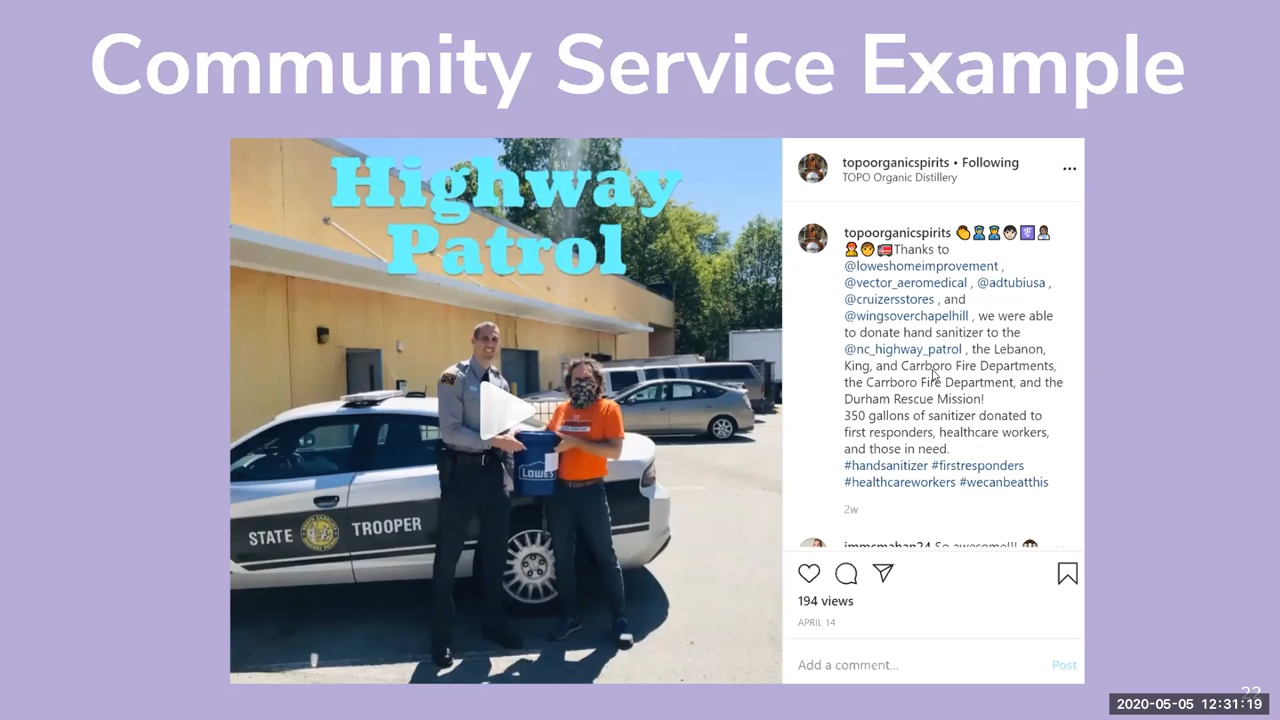 Community Service Example
Highway
Patrol
STATE TROOPER
LOWE'S
topoorganicspirits • Following
TOPO Organic Distillery
topoorganicspirits
Thanks to
@loweshomeimprovement ,
@vector_aeromedical , @adtubiusa ,
@cruizersstores , and
@wingsoverchapelhill , we were able
to donate hand sanitizer to the
@nc_highway_patrol , the Lebanon,
King, and Carrboro Fire Departments,
the Carrboro Fire Department, and the
Durham Rescue Mission!
350 gallons of sanitizer donated to
first responders, healthcare workers,
and those in need.
#handsanitizer #firstresponders
#healthcareworkers #wecanbeatthis
2w
jmmcmahan24 So awesome!!!
194 views
APRIL 14
Add a comment... Post
22
2020-05-05 12:31:19